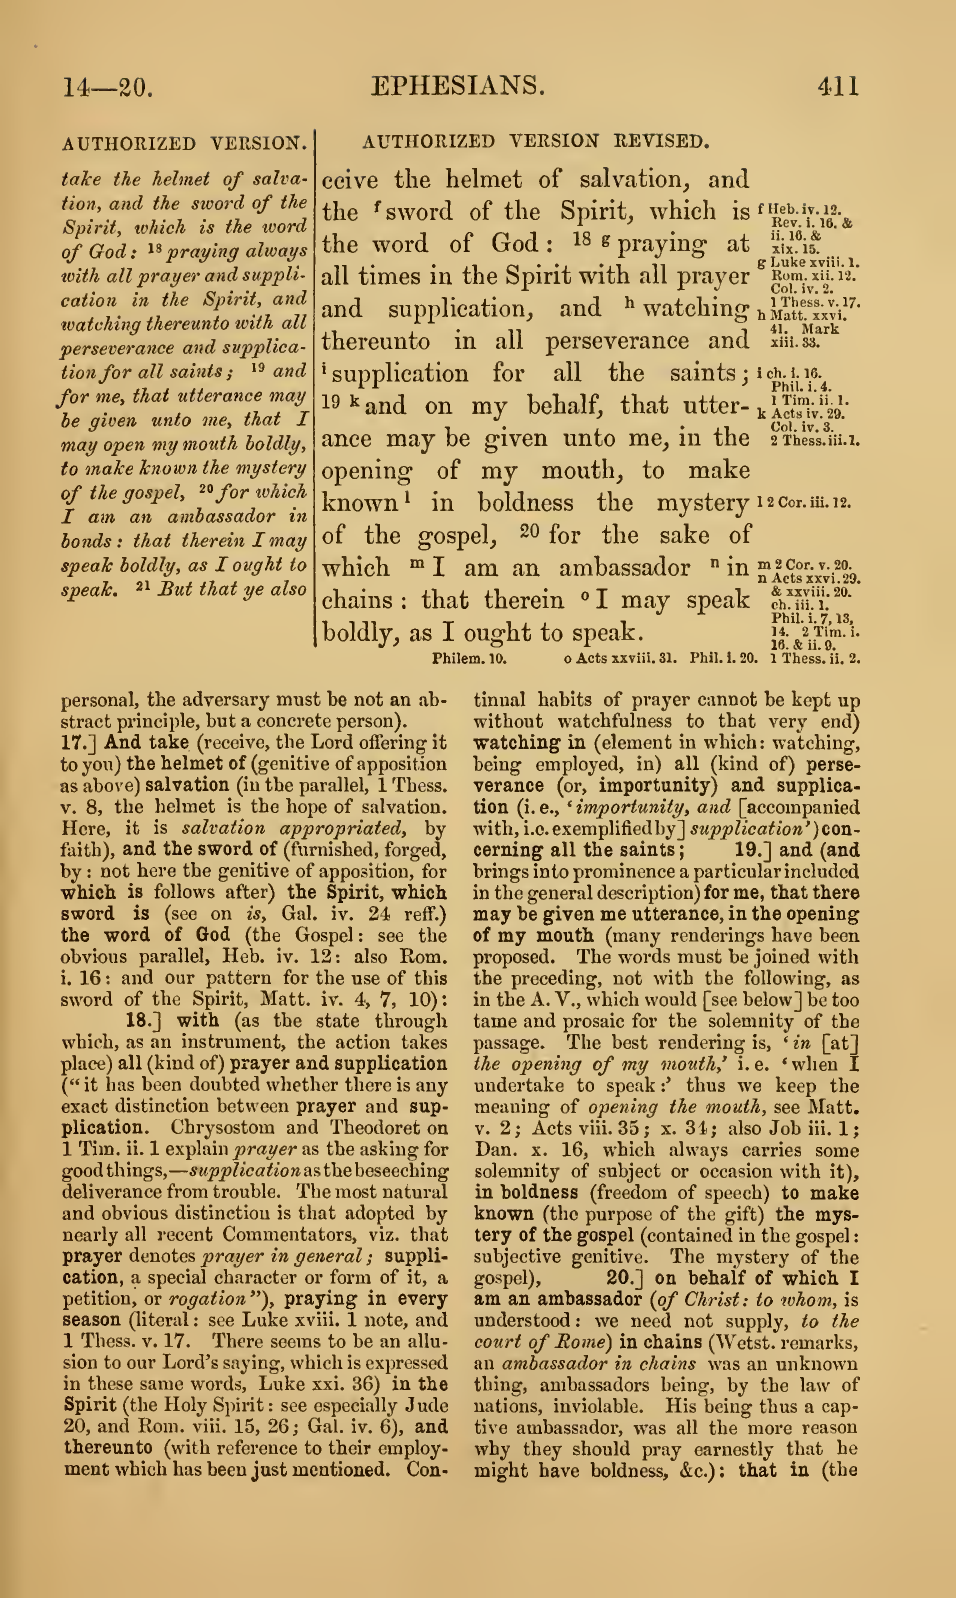 14—20.
EPHESIANS.
411
AUTHORIZED VERSION.
take the helmet of salva-
tion, and the sword of the
Spirit, which is the word
of God: 18 praying always
with all prayer and suppli-
cation in the Spirit, and
watching thereunto with all
perseverance and supplica-
tion for all saints; 19 and
for me, that utterance may
be given unto me, that I
may open my mouth boldly,
to make known the mystery
of the gospel, 20 for which
I am an ambassador in
bonds: that therein I may
speak boldly, as I ought to
speak. 21 But that ye also
AUTHORIZED VERSION REVISED.
ceive the helmet of salvation, and
the f sword of the Spirit, which is
the word of God: 18 g praying at
all times in the Spirit with all prayer
and supplication, and h watching
thereunto in all perseverance and
i supplication for all the saints;
19 k and on my behalf, that utter-
ance may be given unto me, in the
opening of my mouth, to make
known l in boldness the mystery
of the gospel, 20 for the sake of
which m I am an ambassador n in
chains: that therein o I may speak
boldly, as I ought to speak.
f Heb. iv. 12.
Rev. i. 16. &
ii. 16. &
xix. 15.
g Luke xviii. 1.
Rom. xii. 12.
Col. iv. 2.
1 Thess. v. 17.
h Matt. xxvi.
41. Mark
xiii. 33.
i ch. i. 16.
Phil. i. 4.
1 Tim. ii. 1.
k Acts iv. 29.
Col. iv. 3.
2 Thess. iii. 1.
l 2 Cor. iii. 12.
m 2 Cor. v. 20.
n Acts xxvi. 29.
& xxviii. 20.
ch. iii. 1.
Phil. i. 7, 13,
14. 2 Tim. i.
16. & ii. 9.
Philem. 10. o Acts xxviii. 31. Phil. i. 20. 1 Thess. ii. 2.
personal, the adversary must be not an ab-
stract principle, but a concrete person).
17.] And take (receive, the Lord offering it
to you) the helmet of (genitive of apposition
as above) salvation (in the parallel, 1 Thess.
v. 8, the helmet is the hope of salvation.
Here, it is salvation appropriated, by
faith), and the sword of (furnished, forged,
by: not here the genitive of apposition, for
which is follows after) the Spirit, which
sword is (see on is, Gal. iv. 24 reff.)
the word of God (the Gospel: see the
obvious parallel, Heb. iv. 12: also Rom.
i. 16: and our pattern for the use of this
sword of the Spirit, Matt. iv. 4, 7, 10):
18.] with (as the state through
which, as an instrument, the action takes
place) all (kind of) prayer and supplication
(“it has been doubted whether there is any
exact distinction between prayer and sup-
plication. Chrysostom and Theodoret on
1 Tim. ii. 1 explain prayer as the asking for
good things,—supplication as the beseeching
deliverance from trouble. The most natural
and obvious distinction is that adopted by
nearly all recent Commentators, viz. that
prayer denotes prayer in general; suppli-
cation, a special character or form of it, a
petition, or rogation”), praying in every
season (literal: see Luke xviii. 1 note, and
1 Thess. v. 17. There seems to be an allu-
sion to our Lord's saying, which is expressed
in these same words, Luke xxi. 36) in the
Spirit (the Holy Spirit: see especially Jude
20, and Rom. viii. 15, 26; Gal. iv. 6), and
thereunto (with reference to their employ-
ment which has been just mentioned. Con-
tinual habits of prayer cannot be kept up
without watchfulness to that very end)
watching in (element in which: watching,
being employed, in) all (kind of) perse-
verance (or, importunity) and supplica-
tion (i. e., ‘importunity, and [accompanied
with, i.e. exemplified by] supplication’) con-
cerning all the saints; 19.] and (and
brings into prominence a particular included
in the general description) for me, that there
may be given me utterance, in the opening
of my mouth (many renderings have been
proposed. The words must be joined with
the preceding, not with the following, as
in the A. V., which would [see below] be too
tame and prosaic for the solemnity of the
passage. The best rendering is, ‘in [at]
the opening of my mouth,’ i. e. ‘when I
undertake to speak:’ thus we keep the
meaning of opening the mouth, see Matt.
v. 2; Acts viii. 35; x. 34; also Job iii. 1;
Dan. x. 16, which always carries some
solemnity of subject or occasion with it),
in boldness (freedom of speech) to make
known (the purpose of the gift) the mys-
tery of the gospel (contained in the gospel:
subjective genitive. The mystery of the
gospel), 20.] on behalf of which I
am an ambassador (of Christ: to whom, is
understood: we need not supply, to the
court of Rome) in chains (Wetst. remarks,
an ambassador in chains was an unknown
thing, ambassadors being, by the law of
nations, inviolable. His being thus a cap-
tive ambassador, was all the more reason
why they should pray earnestly that he
might have boldness, &c.): that in (the